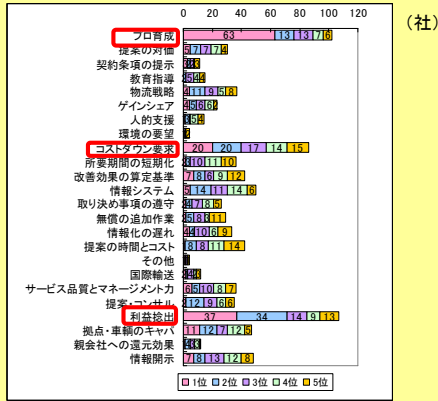 0 20 40 60 80 100 120
(社)
プロ育成 63 13 13 7 6
提案の対価 5 7 7 7 4
契約条項の提示
教育指導
物流戦略 4 11 9 5 8
ゲインシェア 4 5 6 6 2
人的支援
環境の要望
コストダウン要求 20 20 17 14 15
所要期間の短期化 10 11 10
改善効果の算定基準 7 8 6 9 12
情報システム 5 14 11 14 6
取り決め事項の遵守 2 4 7 8 5
無償の追加作業 2 5 8 3 11
情報化の遅れ 4 4 10 6 9
提案の時間とコスト 8 8 11 14
その他
国際輸送
サービス品質とマネージメント力 6 5 10 8 7
提案・コンサル 2 12 9 6 6
利益捻出 37 34 14 9 13
拠点・車輌のキャパ 11 12 7 12 5
親会社への還元効果
情報開示 7 8 13 12 8
1位 2位 3位 4位 5位